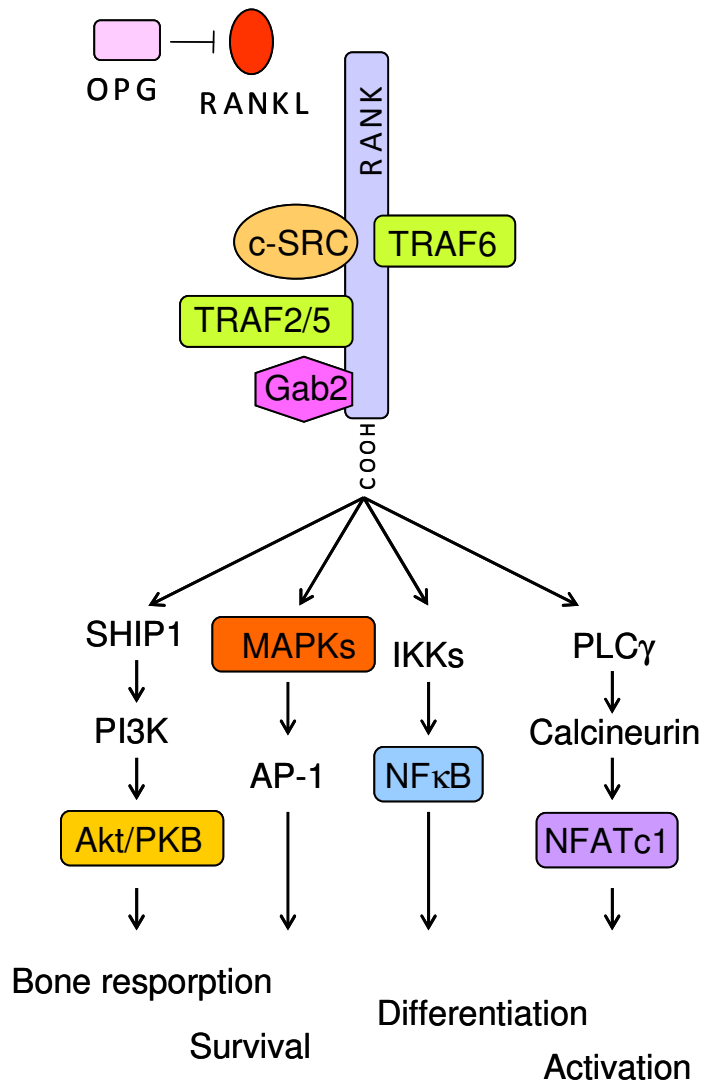 OPG
RANKL
RANK
c-SRC
TRAF6
TRAF2/5
Gab2
COOH
SHIP1
MAPKs
IKKs
PLCγ
PI3K
AP-1
NFκB
Calcineurin
Akt/PKB
NFATc1
Bone resporption
Differentiation
Survival
Activation